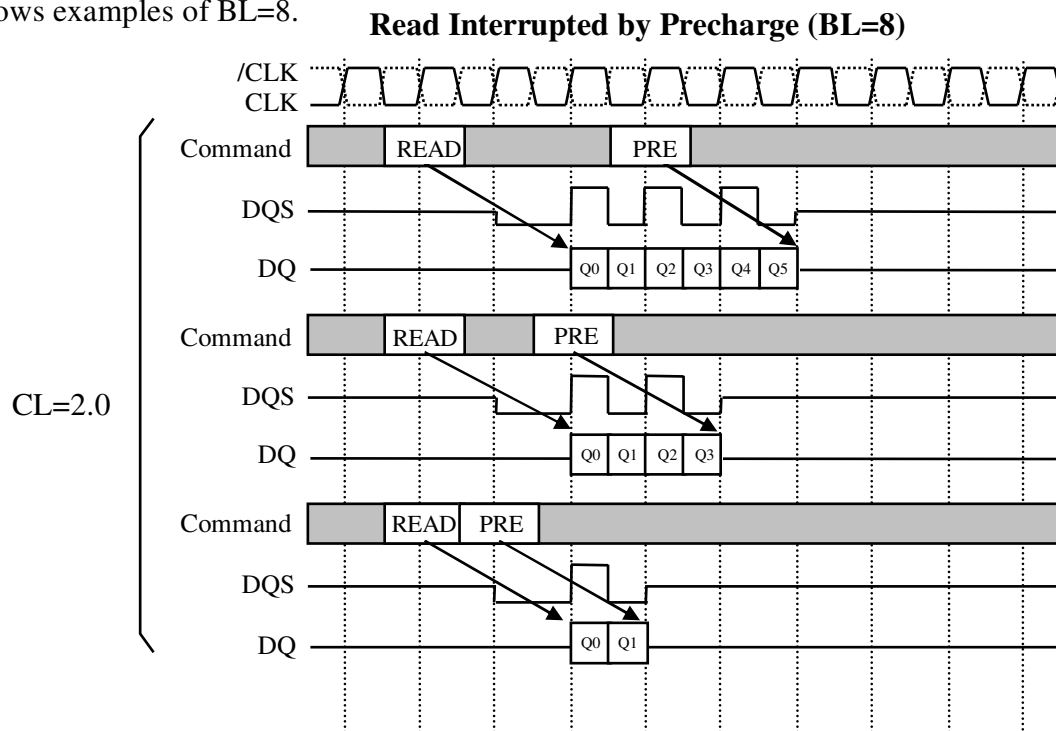 ows examples of BL=8.
Read Interrupted by Precharge (BL=8)
/CLK
CLK
Command READ PRE
DQS
DQ Q0 Q1 Q2 Q3 Q4 Q5
Command READ PRE
CL=2.0
DQS
DQ Q0 Q1 Q2 Q3
Command READ PRE
DQS
DQ Q0 Q1